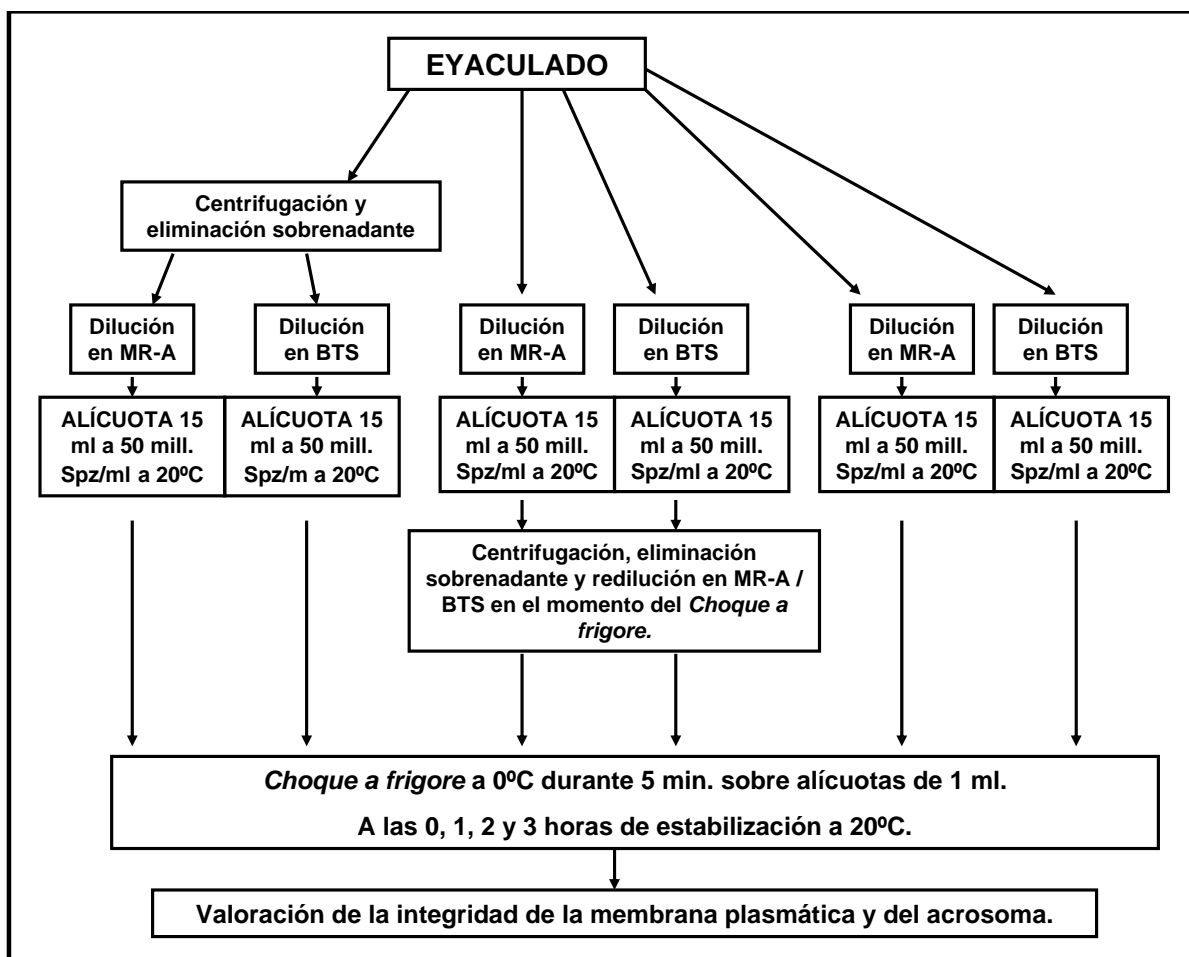 EYACULADO
Centrifugación y
eliminación sobrenadante
Dilución
en MR-A
Dilución
en BTS
Dilución
en MR-A
Dilución
en BTS
Dilución
en MR-A
Dilución
en BTS
ALÍCUOTA 15
ml a 50 mill.
Spz/ml a 20ºC
ALÍCUOTA 15
ml a 50 mill.
Spz/m a 20ºC
ALÍCUOTA 15
ml a 50 mill.
Spz/ml a 20ºC
ALÍCUOTA 15
ml a 50 mill.
Spz/ml a 20ºC
ALÍCUOTA 15
ml a 50 mill.
Spz/ml a 20ºC
ALÍCUOTA 15
ml a 50 mill.
Spz/ml a 20ºC
Centrifugación, eliminación
sobrenadante y redilución en MR-A /
BTS en el momento del Choque a
frigore.
Choque a frigore a 0ºC durante 5 min. sobre alícuotas de 1 ml.
A las 0, 1, 2 y 3 horas de estabilización a 20ºC.
Valoración de la integridad de la membrana plasmática y del acrosoma.